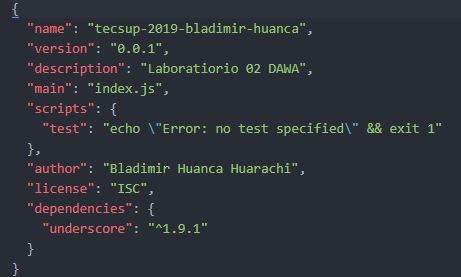 {
"name": "tecsup-2019-bladimir-huanca",
"version": "0.0.1",
"description": "Laboratiorio 02 DAWA",
"main": "index.js",
"scripts": {
"test": "echo \"Error: no test specified\" && exit 1"
},
"author": "Bladimir Huanca Huarachi",
"license": "ISC",
"dependencies": {
"underscore": "^1.9.1"
}
}